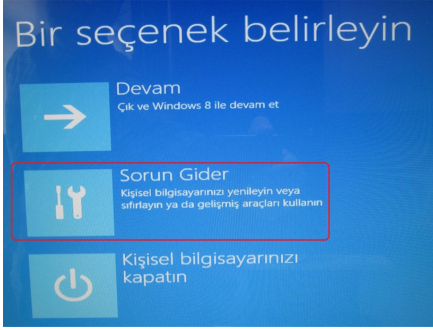 Bir seçenek belirleyin
Devam
Çık ve Windows 8 ile devam et
Sorun Gider
Kişisel bilgisayarınızı yenileyin veya
sıfırlayın ya da gelişmiş araçları kullanın
Kişisel bilgisayarınızı
kapatın